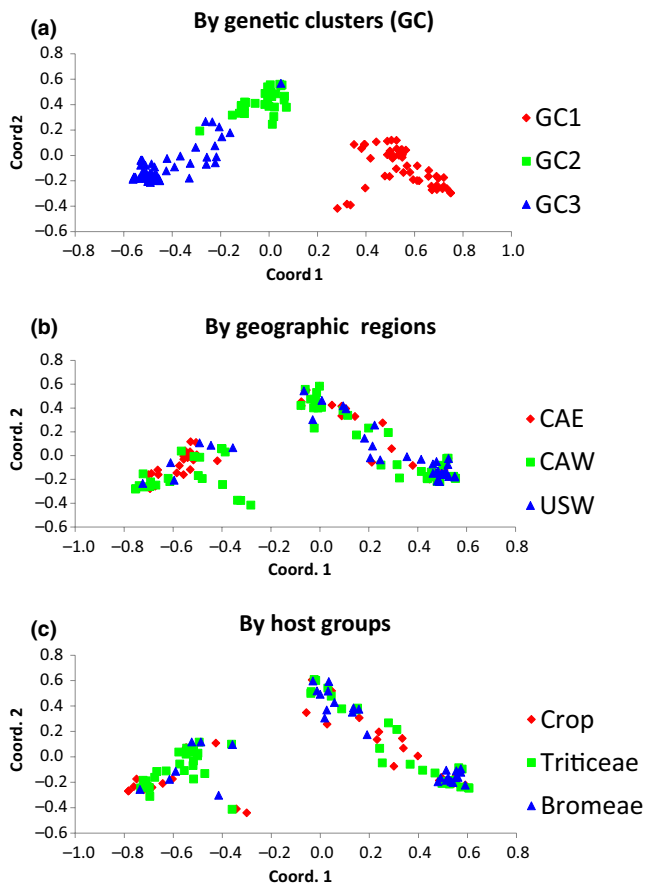 (a)
By genetic clusters (GC)
0.8
0.6
0.4
0.2
0.0
−0.2
−0.4
−0.6
Coord2
−0.6 −0.4 −0.2 0.0 0.2 0.4 0.6 0.8 1.0
Coord 1
GC1
GC2
GC3
(b)
By geographic regions
0.8
0.6
0.4
0.2
0.0
−0.2
−0.4
−0.6
Coord. 2
−1.0 −0.8 −0.6 −0.4 −0.2 0.0 0.2 0.4 0.6 0.8
Coord. 1
CAE
CAW
USW
(c)
By host groups
0.8
0.6
0.4
0.2
0.0
−0.2
−0.4
−0.6
Coord. 2
−1.0 −0.8 −0.6 −0.4 −0.2 0.0 0.2 0.4 0.6 0.8
Coord. 1
Crop
Triticeae
Bromeae